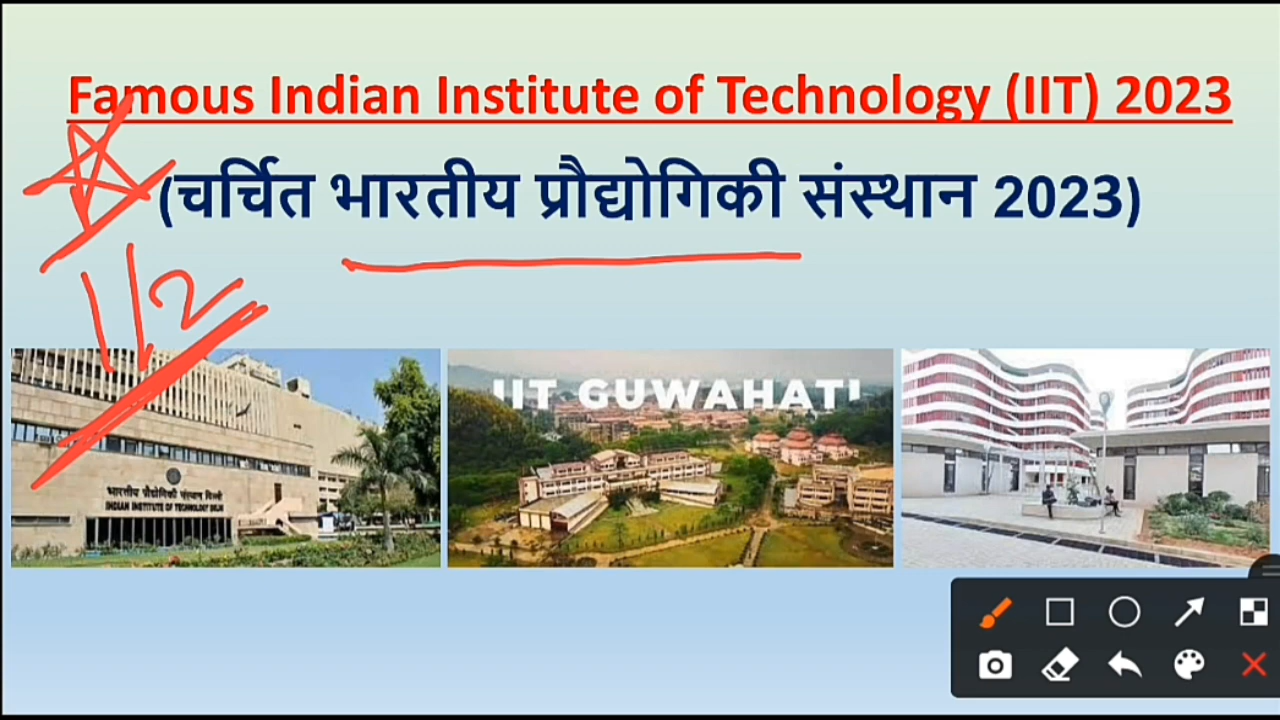 Famous Indian Institute of Technology (IIT) 2023
(चर्चित भारतीय प्रौद्योगिकी संस्थान 2023)
1/2
IIT GUWAHATI
भारतीय प्रौद्योगिकी संस्थान दिल्ली
INDIAN INSTITUTE OF TECHNOLOGY DELHI